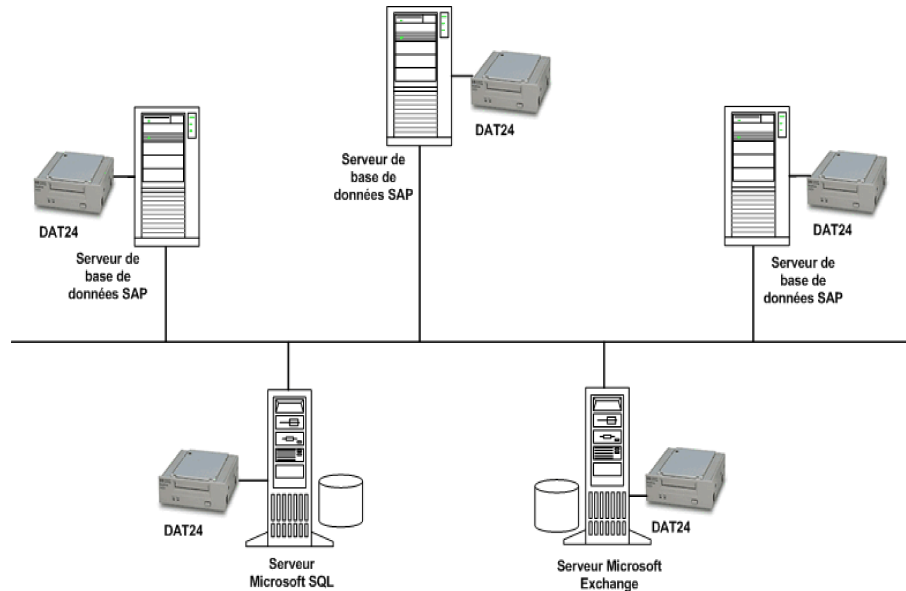 DAT24
Serveur de
base de
données SAP
DAT24
Serveur de
base de
données SAP
DAT24
Serveur de
base de
données SAP
DAT24
Serveur
Microsoft SQL
DAT24
Serveur Microsoft
Exchange